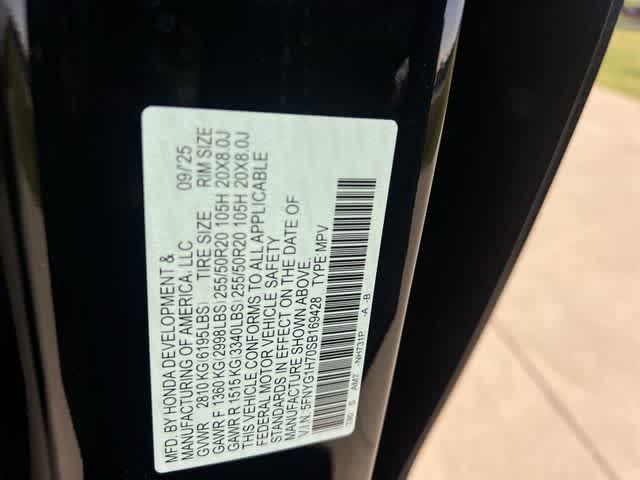 MFD. BY HONDA DEVELOPMENT &
MANUFACTURING OF AMERICA, LLC 09/'25
GVWR 2810 KG(6195LBS) TIRE SIZE RIM SIZE
GAWR F 1360 KG(2998LBS)255/50R20 105H 20X8.0J
GAWR R 1515 KG(3340LBS)255/50R20 105H 20X8.0J
THIS VEHICLE CONFORMS TO ALL APPLICABLE
FEDERAL MOTOR VEHICLE SAFETY
STANDARDS IN EFFECT ON THE DATE OF
MANUFACTURE SHOWN ABOVE.
V.I.N.:5FNYG1H70SB169428 TYPE MPV
T90 S AM7 -NH731P -A -B